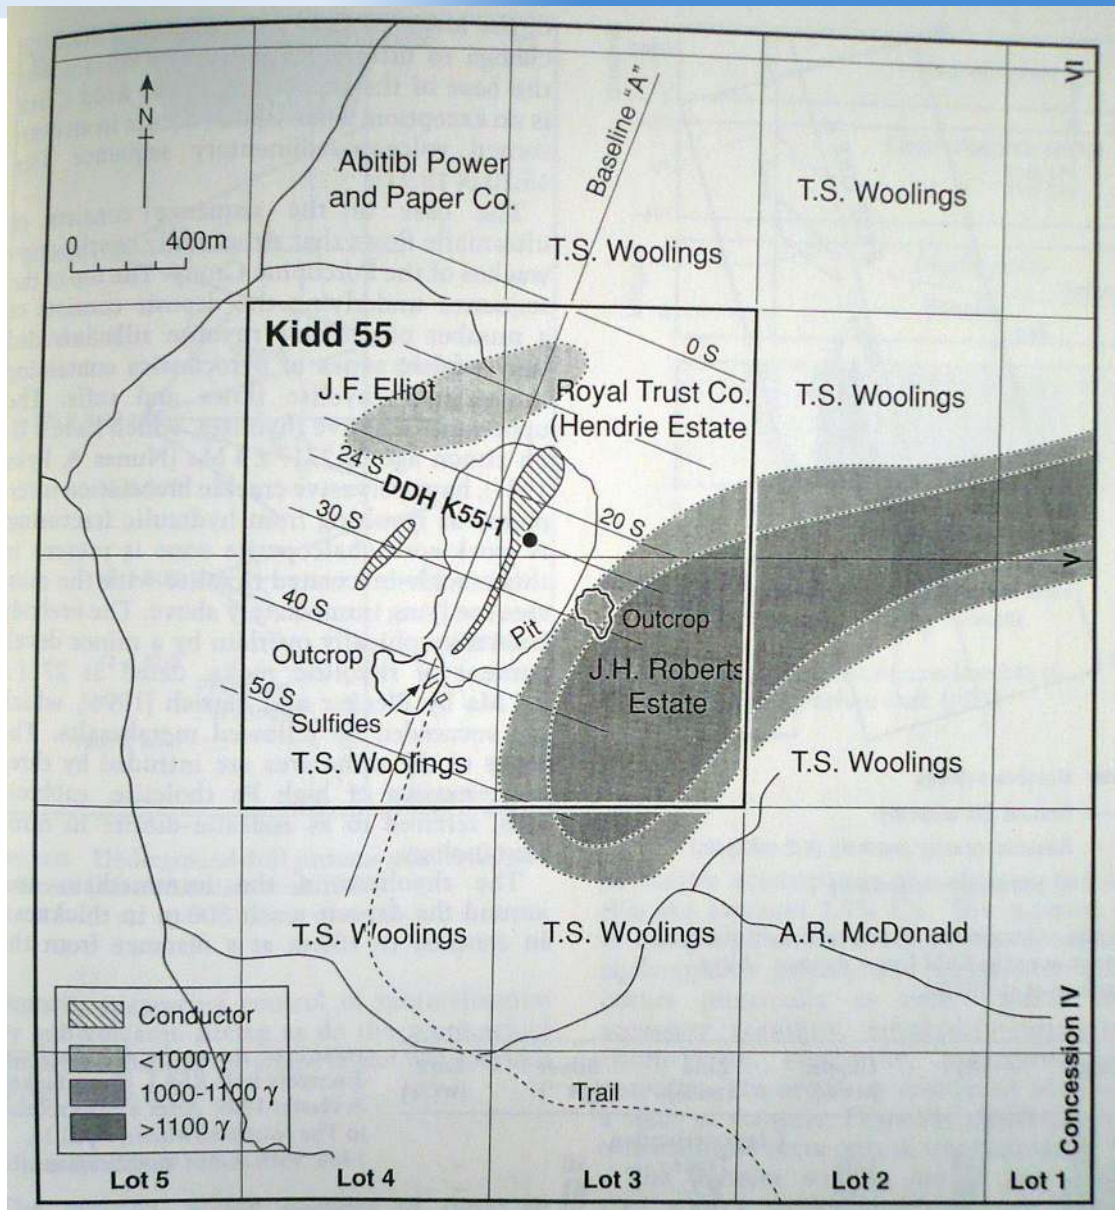 VI
N
0 400m
Abitibi Power
and Paper Co.
Baseline "A"
T.S. Woolings
T.S. Woolings
Kidd 55
0 S
J.F. Elliot
Royal Trust Co.
(Hendrie Estate
T.S. Woolings
24 S
DDH K55-1
30 S
20 S
V
40 S
Pit
Outcrop
Outcrop
J.H. Roberts
Estate
50 S
Sulfides
T.S. Woolings
T.S. Woolings
T.S. Woolings
T.S. Woolings
A.R. McDonald
Conductor
<1000 γ
1000-1100 γ
>1100 γ
Trail
Concession IV
Lot 5
Lot 4
Lot 3
Lot 2
Lot 1